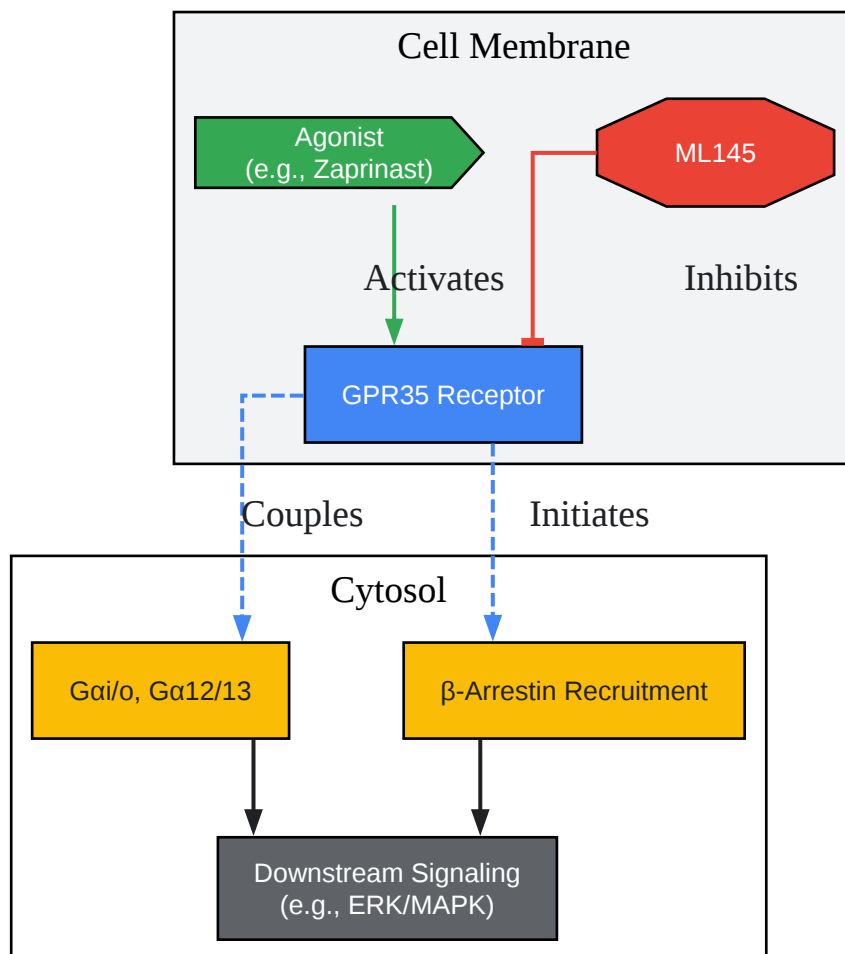 Cell Membrane
Agonist
(e.g., Zaprinast)
ML145
Activates
Inhibits
GPR35 Receptor
Couples
Initiates
Cytosol
Gαi/o, Gα12/13
β-Arrestin Recruitment
Downstream Signaling
(e.g., ERK/MAPK)